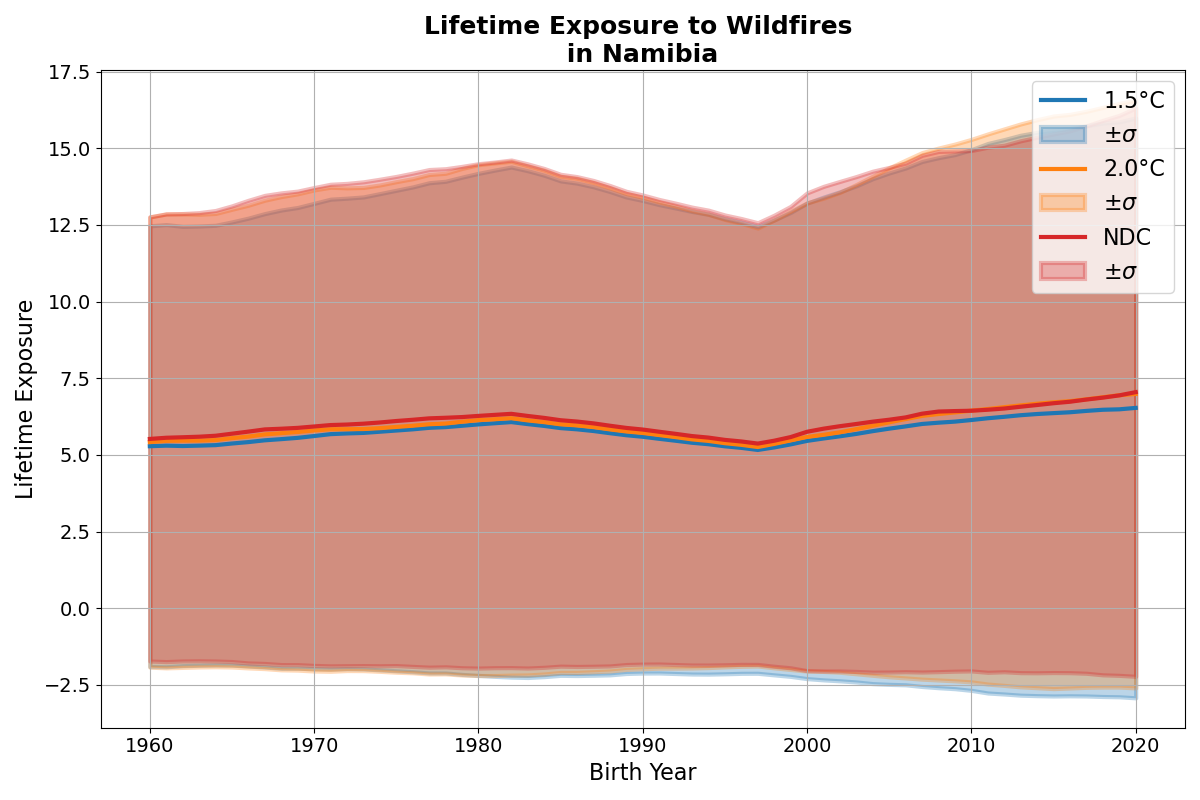 Lifetime Exposure to Wildfires
in Namibia
Lifetime Exposure
17.5
15.0
12.5
10.0
7.5
5.0
2.5
0.0
−2.5
1.5°C
±σ
2.0°C
±σ
NDC
±σ
1960 1970 1980 1990 2000 2010 2020
Birth Year